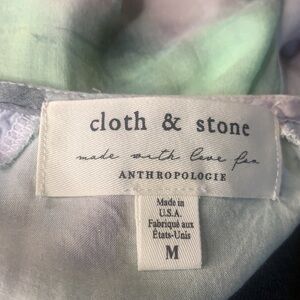 cloth & stone
made with love for
ANTHROPOLOGIE
Made in
U.S.A.
Fabriqué aux
États-Unis
M